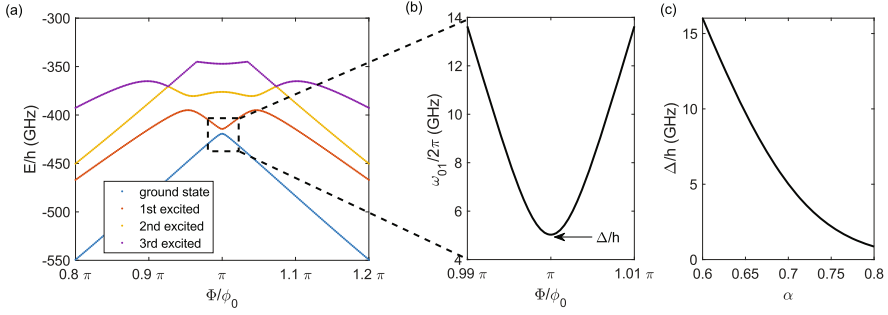 (a)
-300
-350
-400
-450
-500
-550
E/h (GHz)
0.8 π
0.9 π
π
1.1 π
1.2 π
Φ/ϕ0
ground state
1st excited
2nd excited
3rd excited
(b)
14
12
10
8
6
4
ω01/2π (GHz)
0.99 π
π
1.01 π
Φ/ϕ0
Δ/h
(c)
15
10
5
0
Δ/h (GHz)
0.6
0.65
0.7
0.75
0.8
α